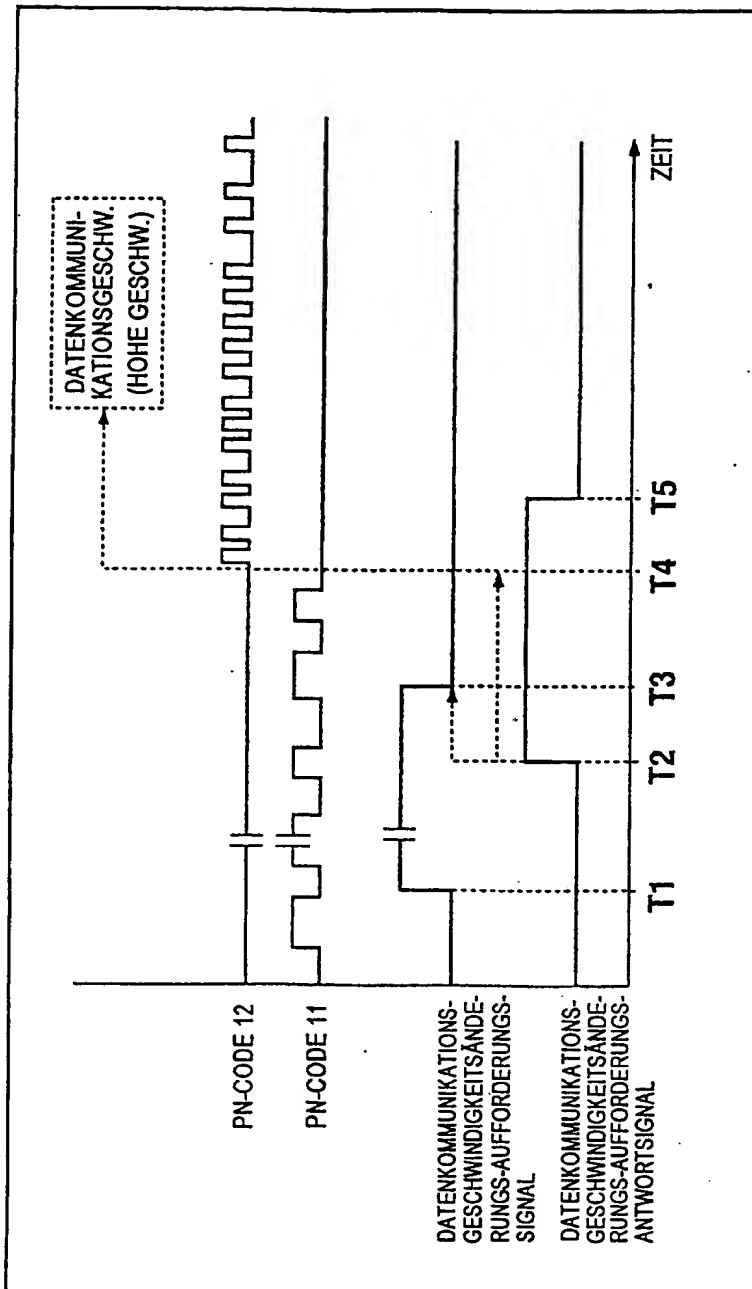 DATENKOMMUNI-
KATIONSGESCHW.
(HOHE GESCHW.)
PN-CODE 12
PN-CODE 11
DATENKOMMUNIKATIONS-
GESCHWINDIGKEITSÄNDE-
RUNGS-AUFFORDERUNGS-
SIGNAL
DATENKOMMUNIKATIONS-
GESCHWINDIGKEITSÄNDE-
RUNGS-AUFFORDERUNGS-
ANTWORTSIGNAL
T1 T2 T3 T4 T5
ZEIT